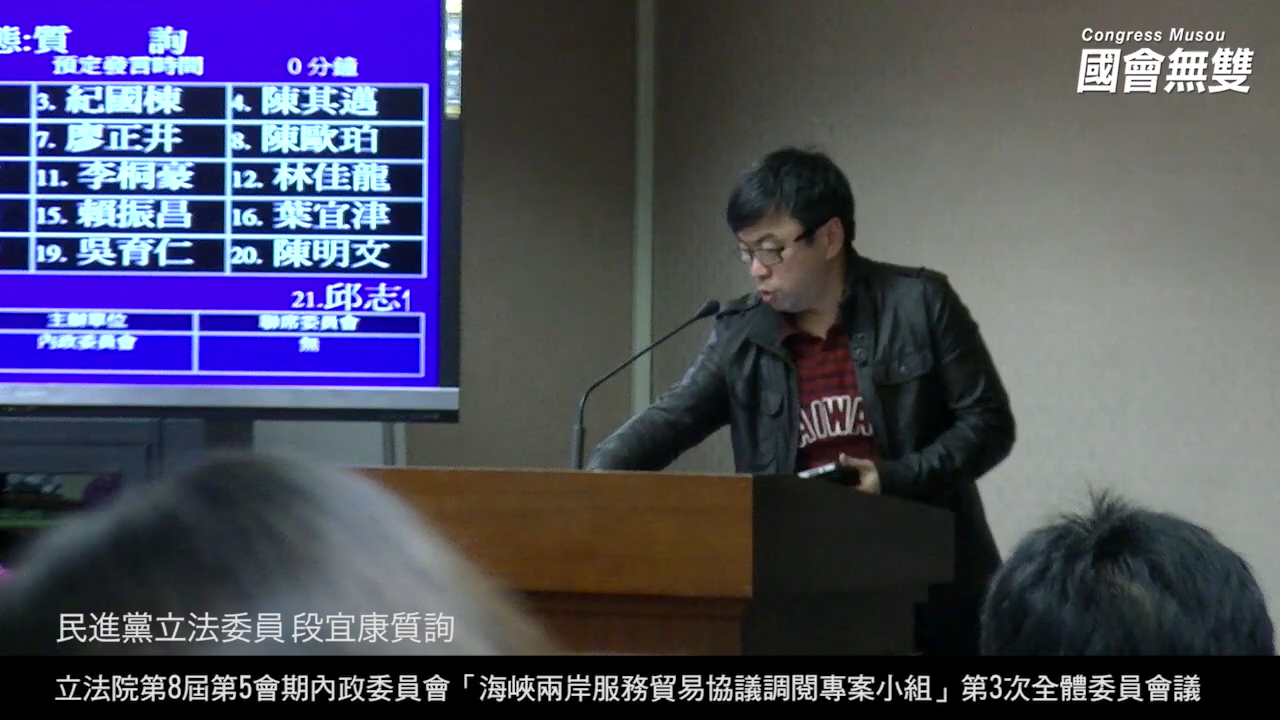 Congress Musou
國會無雙
態:質 詢
預定發言時間 0 分鐘
3. 紀國棟 4. 陳其邁
7. 廖正井 8. 陳歐珀
11. 李桐豪 12. 林佳龍
15. 賴振昌 16. 葉宜津
19. 吳育仁 20. 陳明文
21.邱志
主辦單位 聯席委員會
內政委員會 無
AIWA
民進黨立法委員 段宜康質詢
立法院第8屆第5會期內政委員會「海峽兩岸服務貿易協議調閱專案小組」第3次全體委員會議